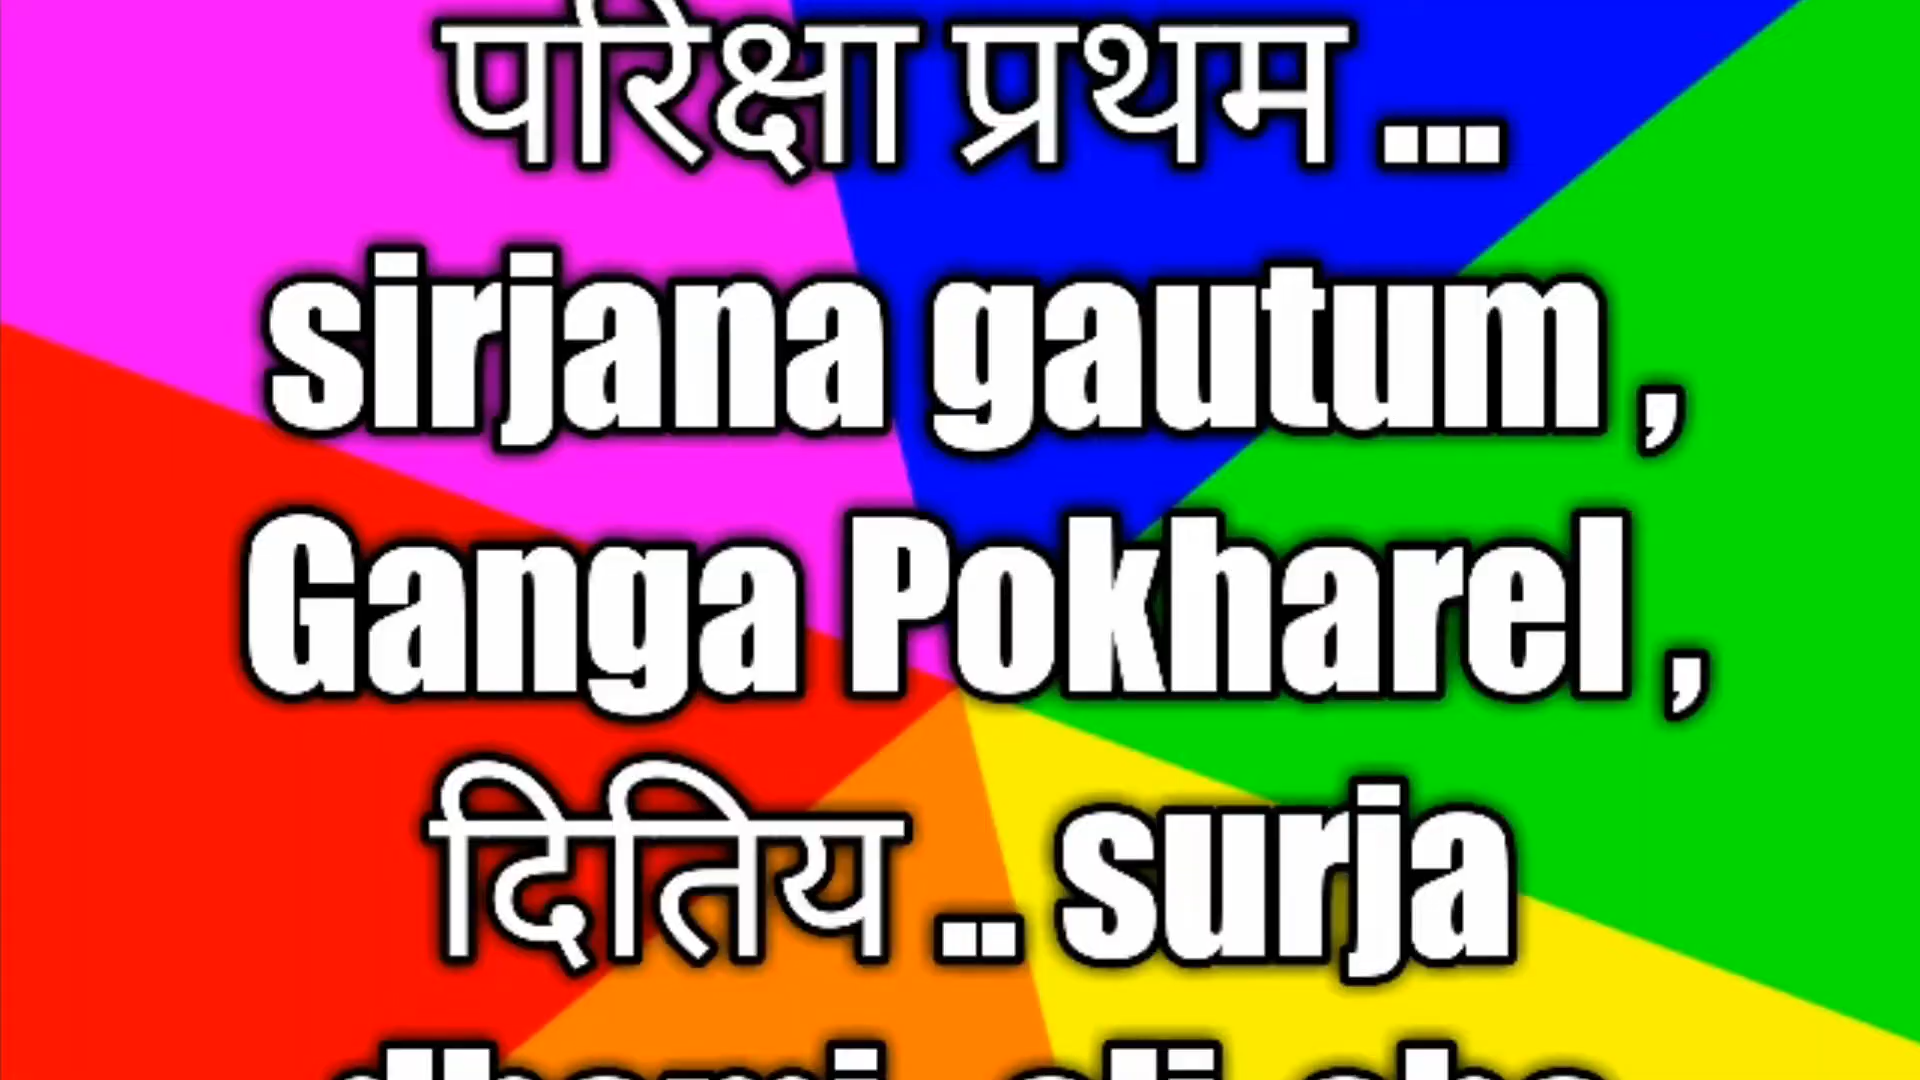 परिक्षा प्रथम ...
sirjana gautum ,
Ganga Pokharel ,
दितिय .. surja